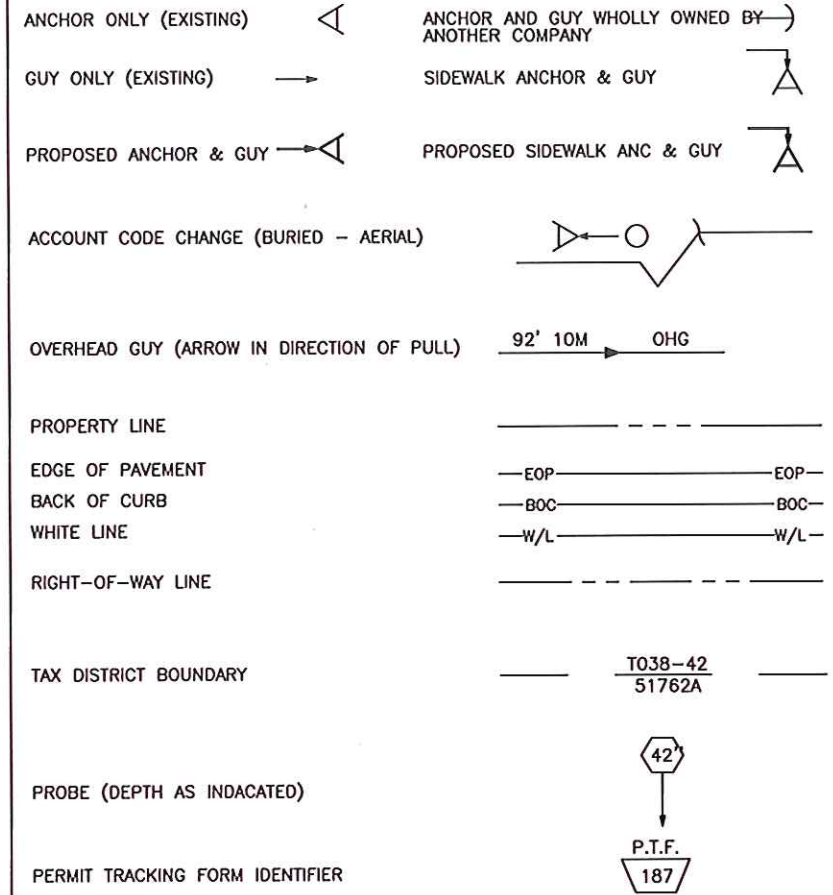 ANCHOR ONLY (EXISTING)
ANCHOR AND GUY WHOLLY OWNED BY
ANOTHER COMPANY
GUY ONLY (EXISTING)
SIDEWALK ANCHOR & GUY
PROPOSED ANCHOR & GUY
PROPOSED SIDEWALK ANC & GUY
ACCOUNT CODE CHANGE (BURIED – AERIAL)
OVERHEAD GUY (ARROW IN DIRECTION OF PULL)
92' 10M OHG
PROPERTY LINE
EDGE OF PAVEMENT
EOP EOP
BACK OF CURB
BOC BOC
WHITE LINE
W/L W/L
RIGHT-OF-WAY LINE
TAX DISTRICT BOUNDARY
T038-42
51762A
42"
PROBE (DEPTH AS INDACATED)
P.T.F.
PERMIT TRACKING FORM IDENTIFIER
187